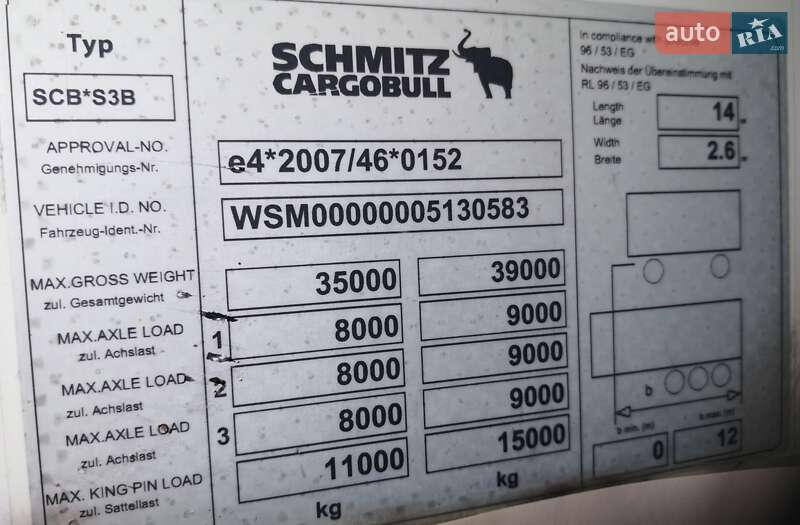 Typ
SCB*S3B
SCHMITZ
CARGOBULL
APPROVAL-NO.
Genehmigungs-Nr.
e4*2007/46*0152
VEHICLE I.D. NO.
Fahrzeug-Ident.-Nr.
WSM00000005130583
MAX.GROSS WEIGHT
zul. Gesamtgewicht
35000 39000
MAX.AXLE LOAD 1 8000 9000
zul. Achslast
MAX.AXLE LOAD 2 8000 9000
zul. Achslast
MAX.AXLE LOAD 3 8000 9000
zul. Achslast
MAX. KING PIN LOAD 11000 15000
zul. Sattellast
kg kg
auto RIA .com
In compliance
96 / 53 / EG
Nachweis der Übereinstimmung mit
RL 96 / 53 / EG
Length
Länge
14 m
Width
Breite
2.6 m
b
b min. (m) b max. (m)
0 12